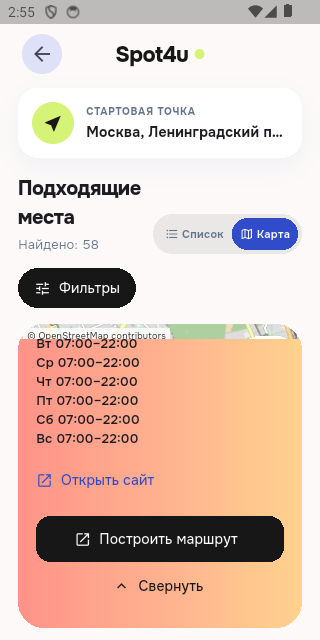 2:55
Spot4u
СТАРТОВАЯ ТОЧКА
Москва, Ленинградский п...
Подходящие
места
Найдено: 58
Список
Карта
Фильтры
© OpenStreetMap contributors
Вт 07:00–22:00
Ср 07:00–22:00
Чт 07:00–22:00
Пт 07:00–22:00
Сб 07:00–22:00
Вс 07:00–22:00
Открыть сайт
Построить маршрут
Свернуть